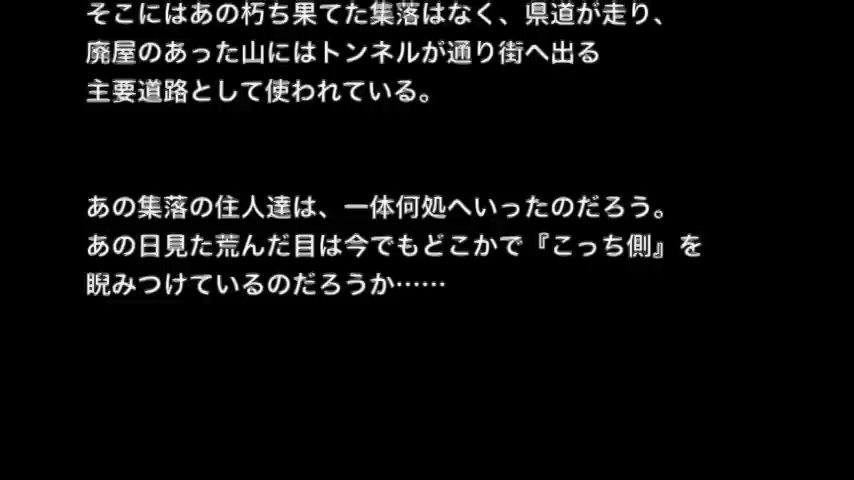 そこにはあの朽ち果てた集落はなく、県道が走り、
廃屋のあった山にはトンネルが通り街へ出る
主要道路として使われている。
あの集落の住人達は、一体何処へいったのだろう。
あの日見た荒んだ目は今でもどこかで『こっち側』を
睨みつけているのだろうか……